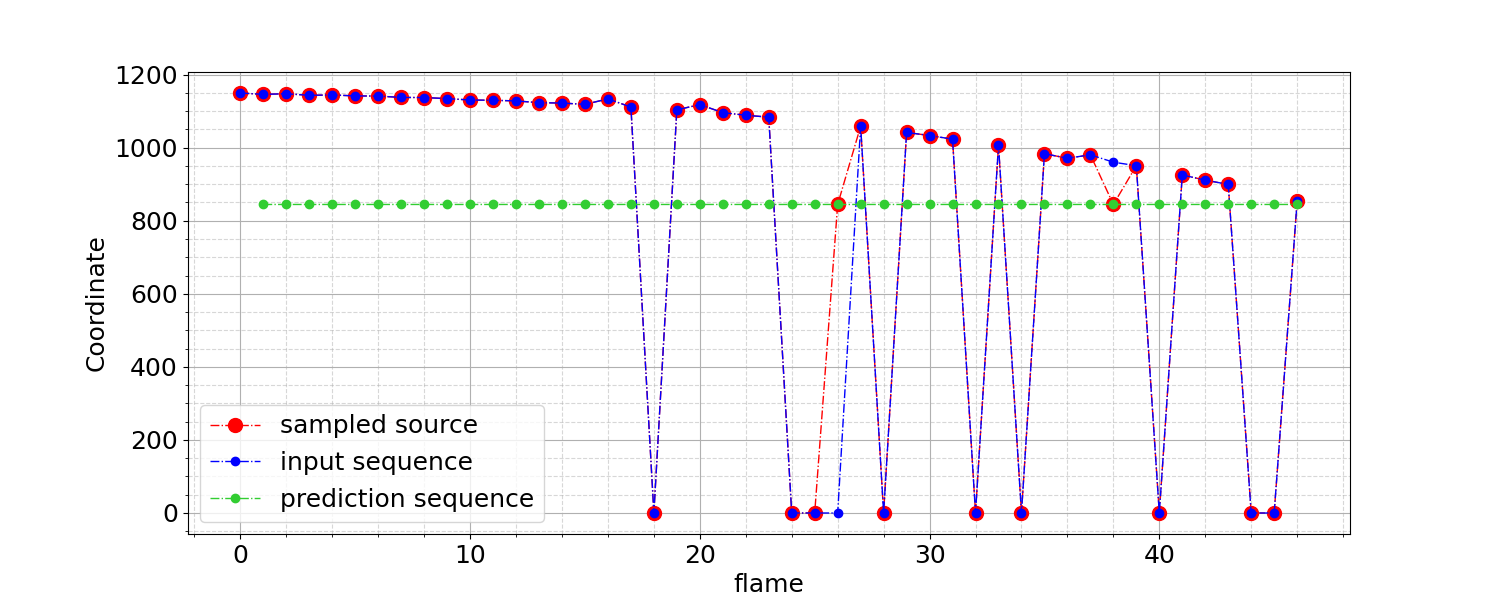 1200
1000
800
600
400
200
0
Coordinate
sampled source
input sequence
prediction sequence
0 10 20 30 40
flame